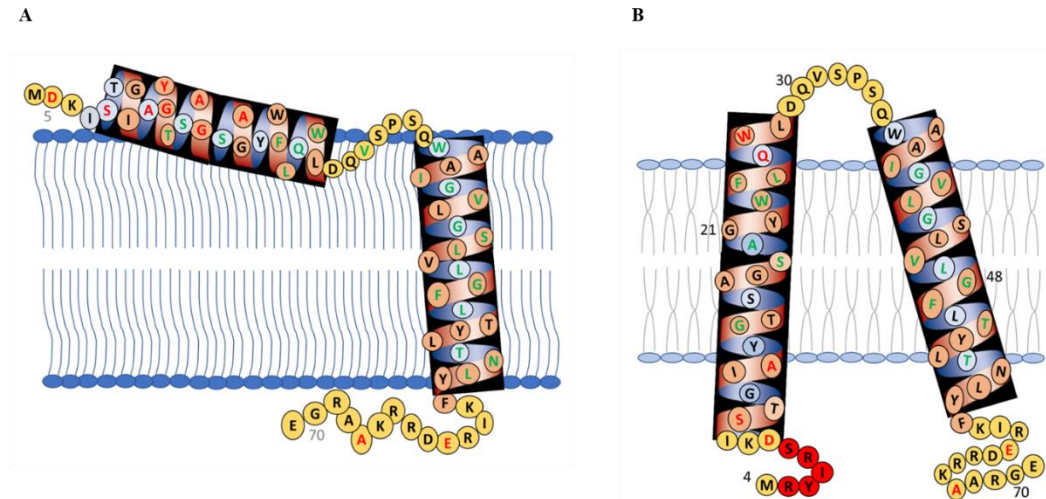 A
B
M D K I S T G Y A A W W
I A G S S Y F Q
T S G G L L
5
D Q V S P S Q
W A
I A
G V
L
G S
L
V L
L G
F
L
L Y T
T N
Y L
F K I R E D R R K A A R G E
70
30
D Q V S P S Q
L
W
Q
F L
W
21 G Y
A
S
A G
S
G T
Y
I A
G
S T
I K D S R I Y R M
4
W A
A
I G V
L
G S
L
V L G
48
F L T
L Y
T N
Y L
F K I R
E D R R K
A A R G E
70